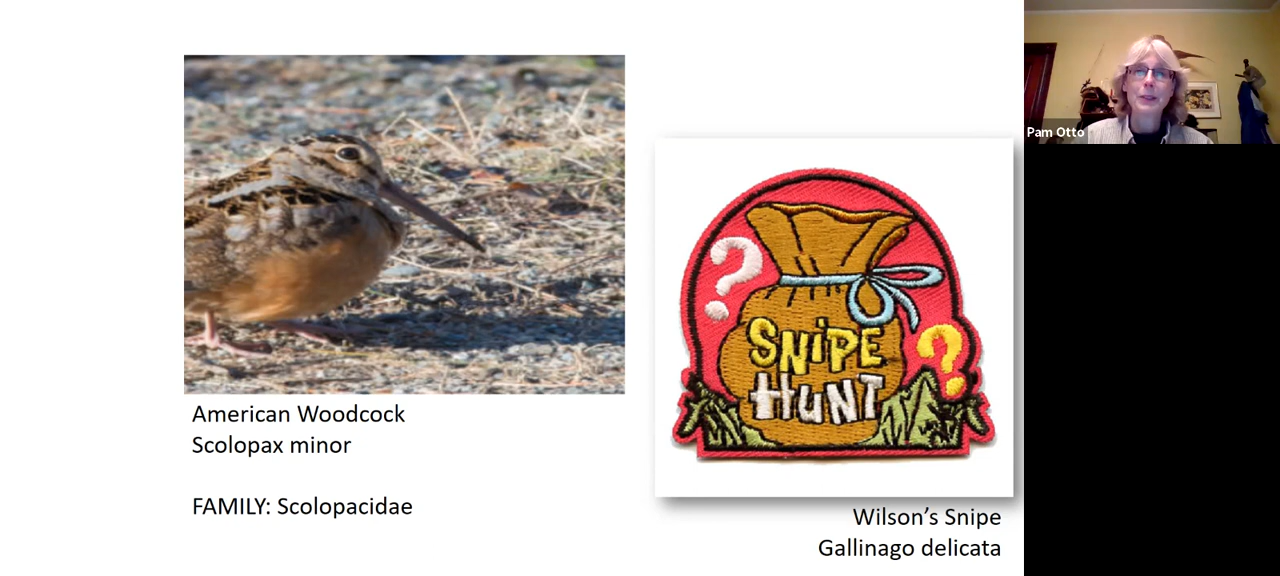 American Woodcock
Scolopax minor
FAMILY: Scolopacidae
SNiPE
HUNT
Wilson's Snipe
Gallinago delicata
Pam Otto